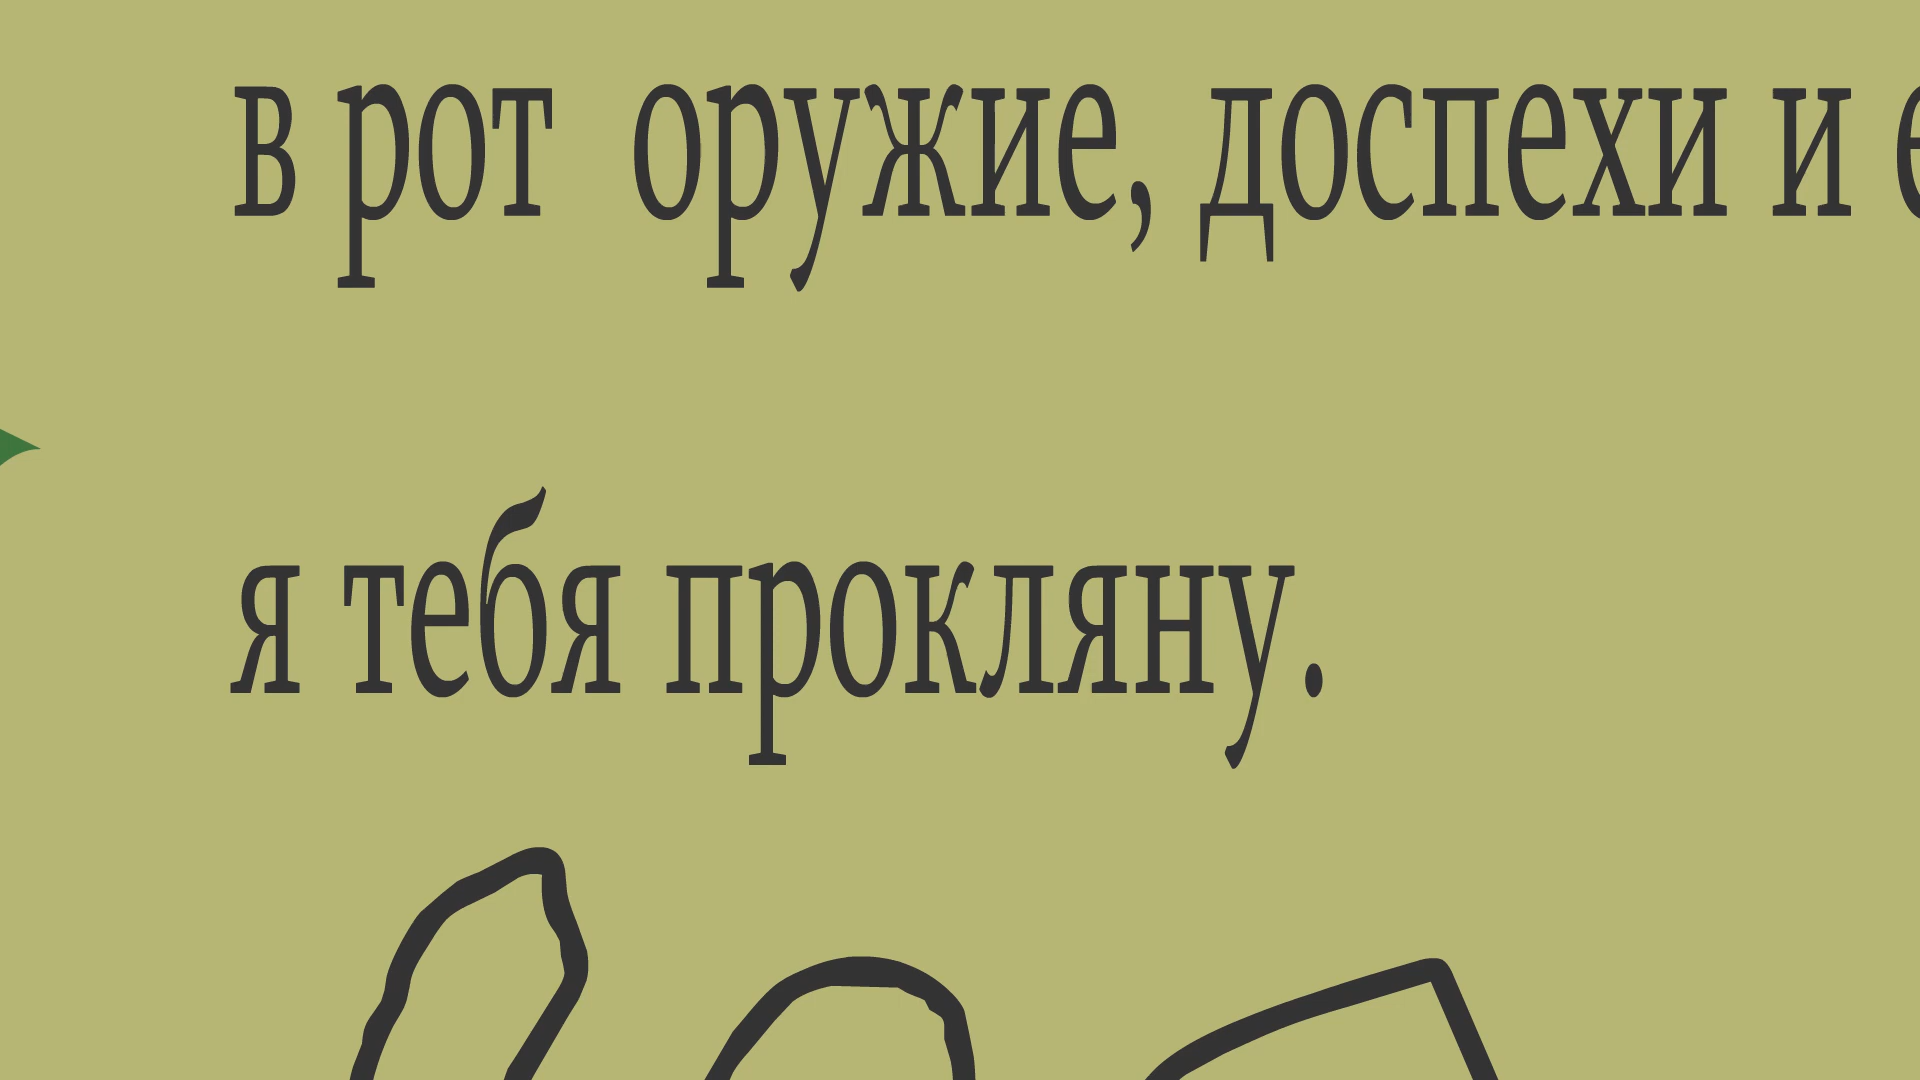 в рот  оружие, доспехи и
я тебя прокляну.